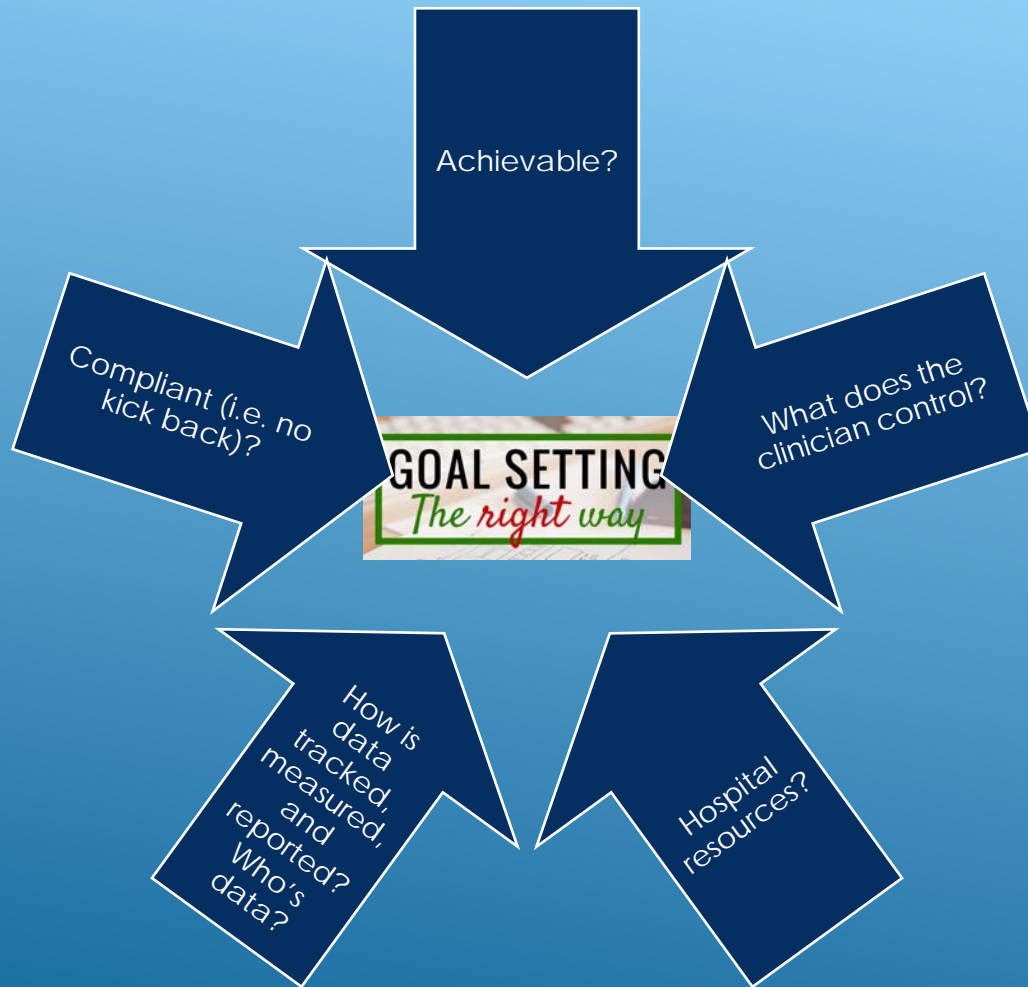 Achievable?
Compliant (i.e. no
kick back)?
What does the
clinician control?
GOAL SETTING
The right way
How is
data
tracked,
measured,
and
reported?
Who's
data?
Hospital
resources?